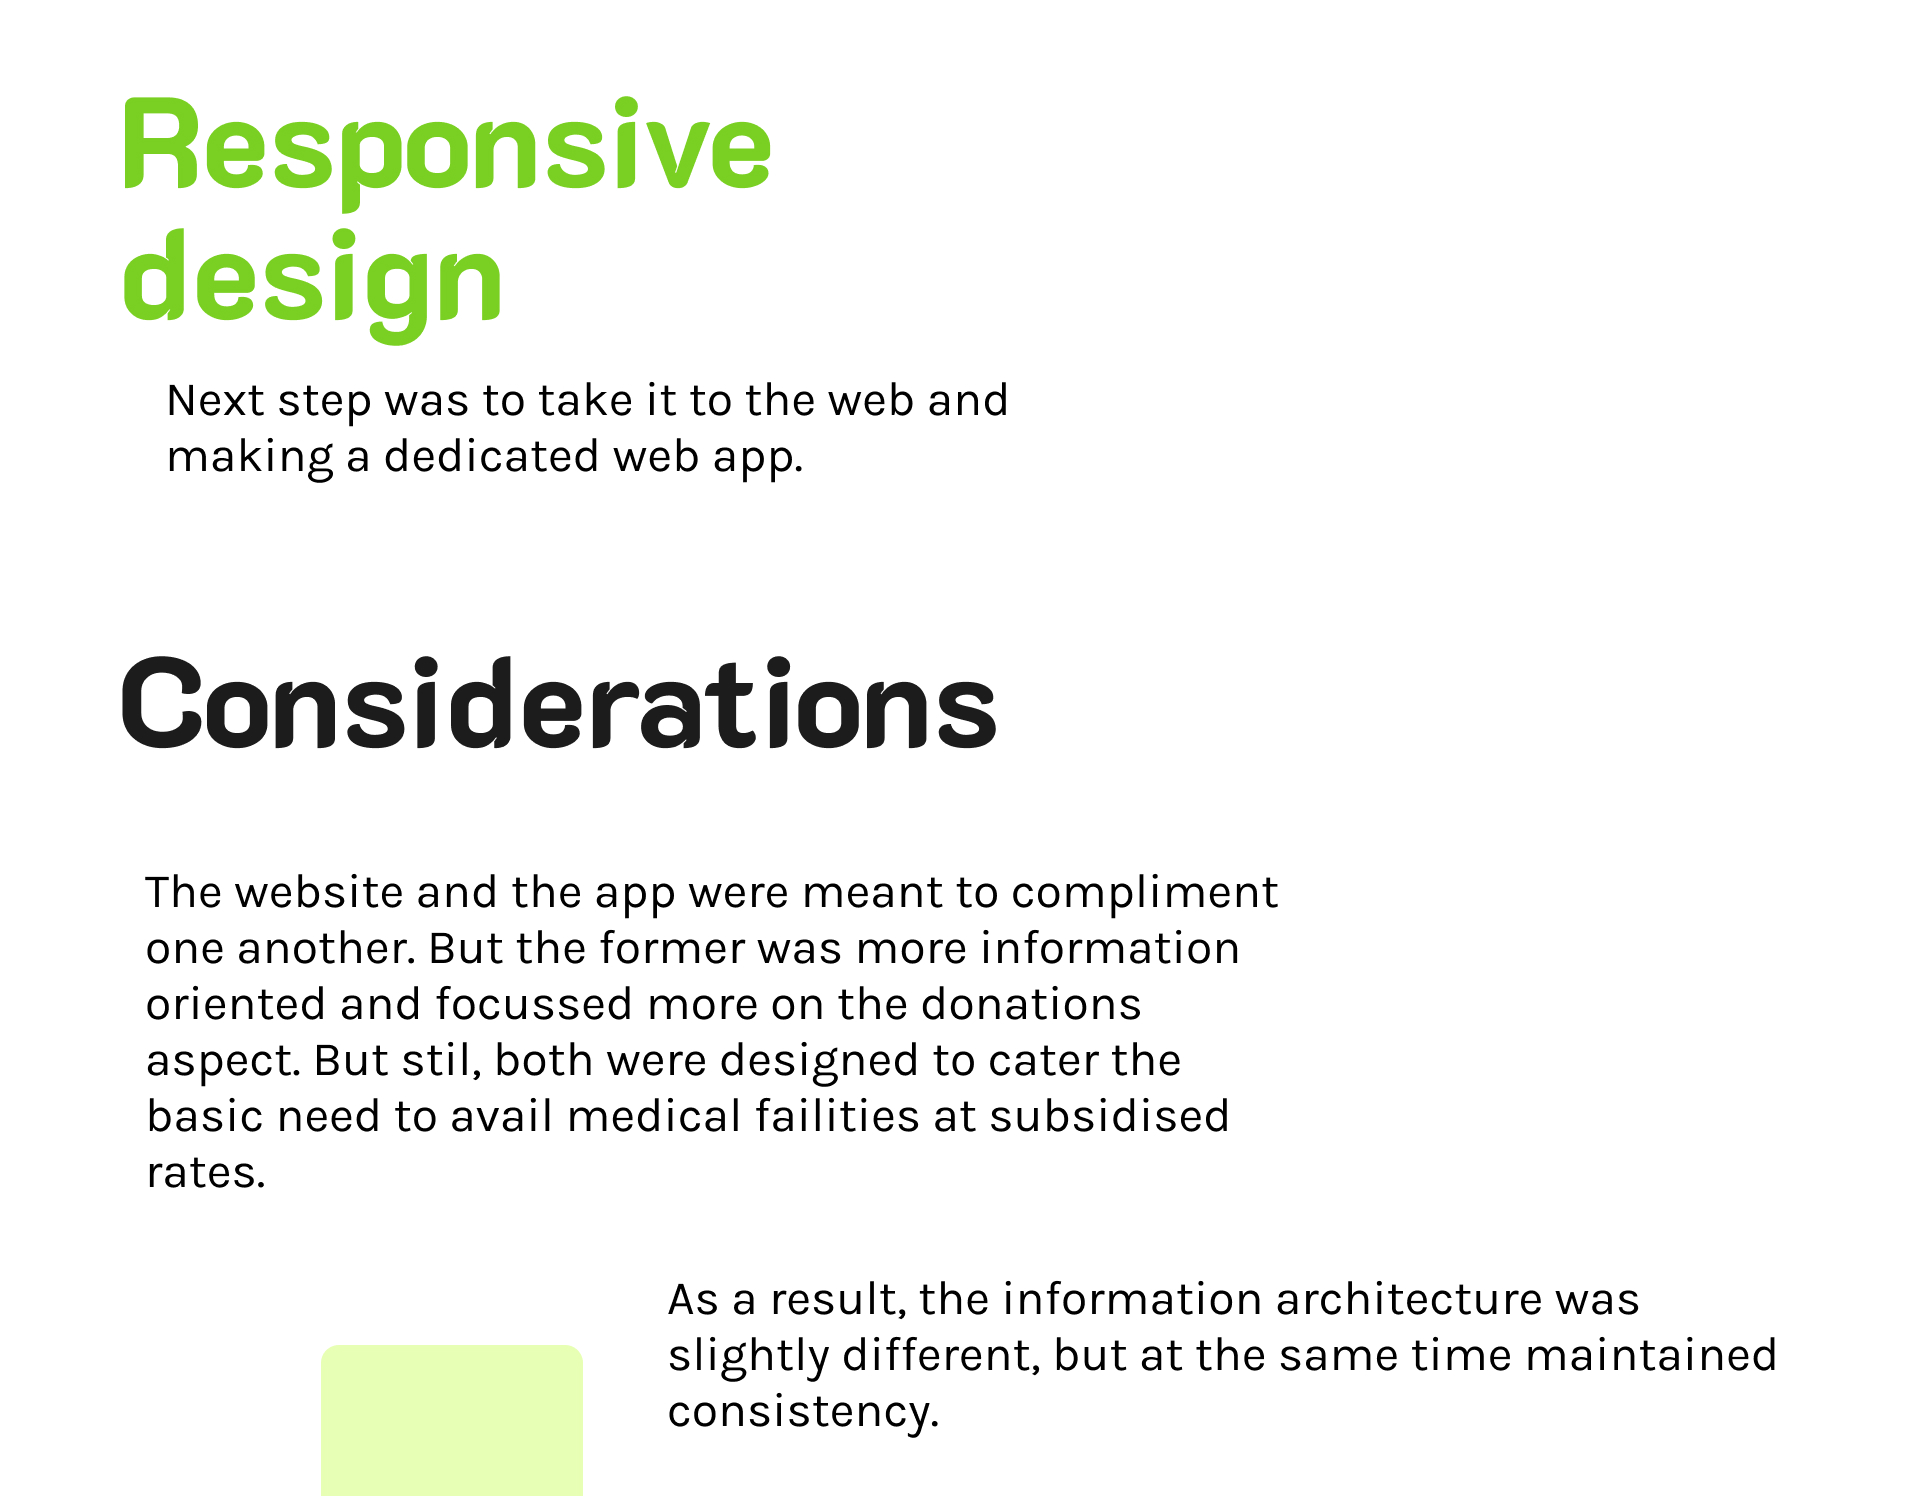 Responsive
design
Next step was to take it to the web and
making a dedicated web app.
Considerations
The website and the app were meant to compliment
one another. But the former was more information
oriented and focussed more on the donations
aspect. But stil, both were designed to cater the
basic need to avail medical failities at subsidised
rates.
As a result, the information architecture was
slightly different, but at the same time maintained
consistency.